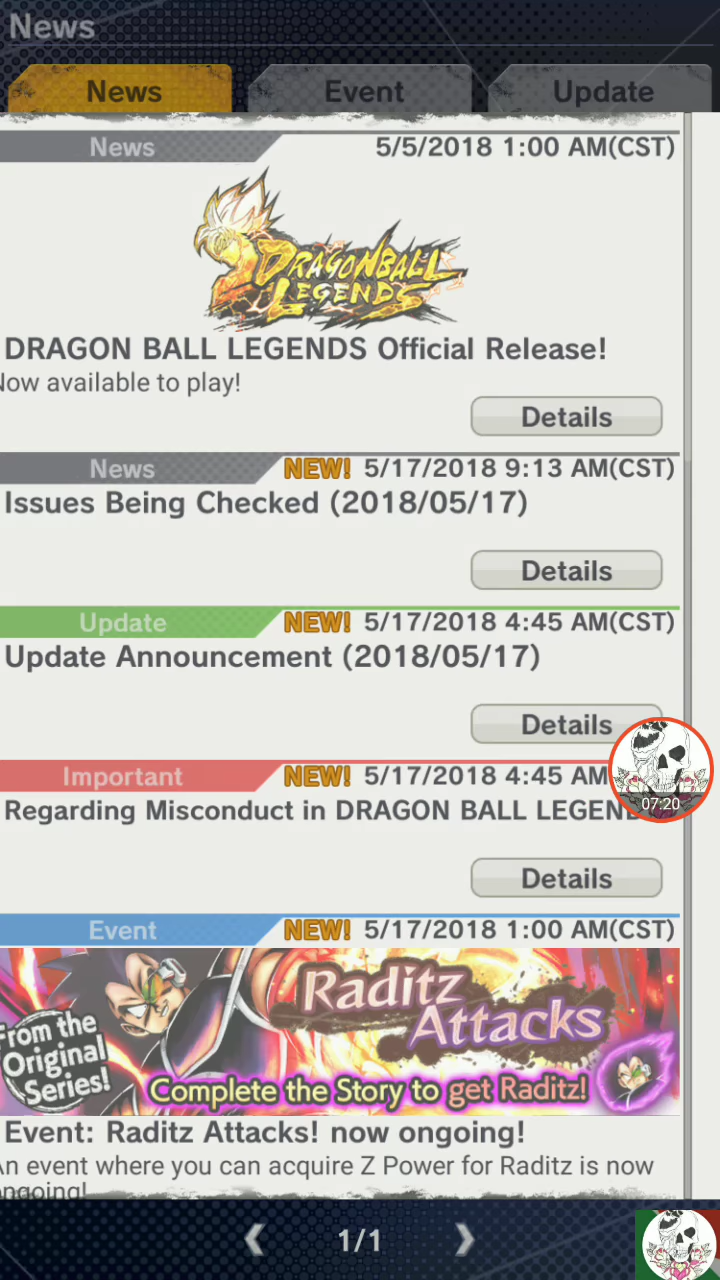 News
News Event Update
News 5/5/2018 1:00 AM(CST)
DRAGONBALL
LEGENDS
DRAGON BALL LEGENDS Official Release!
Now available to play!
Details
News NEW! 5/17/2018 9:13 AM(CST)
Issues Being Checked (2018/05/17)
Details
Update NEW! 5/17/2018 4:45 AM(CST)
Update Announcement (2018/05/17)
Details
Important NEW! 5/17/2018 4:45 AM
Regarding Misconduct in DRAGON BALL LEGEND
07:20
Details
Event NEW! 5/17/2018 1:00 AM(CST)
Raditz
Attacks
From the
Original
Series!
Complete the Story to get Raditz!
Event: Raditz Attacks! now ongoing!
An event where you can acquire Z Power for Raditz is now
ongoing!
1/1